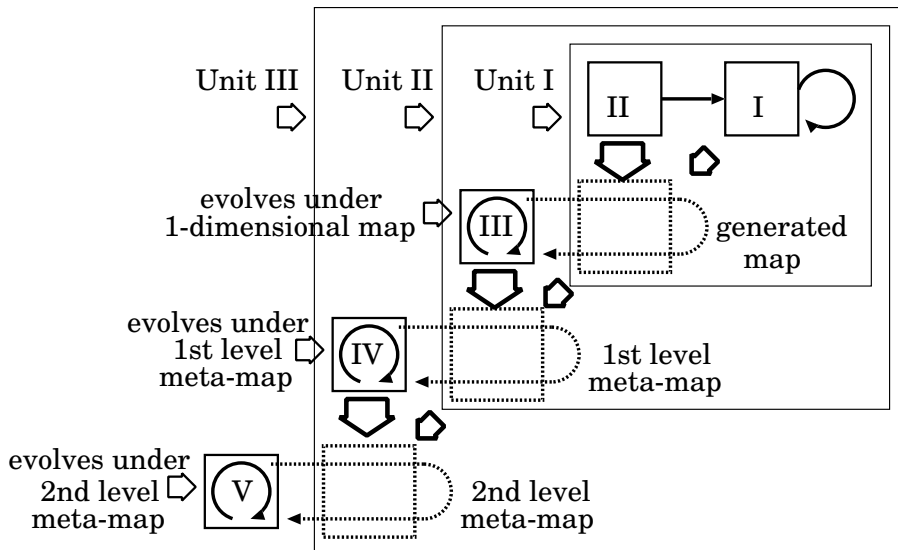 Unit III
Unit II
Unit I
II
I
evolves under
1-dimensional map
III
generated
map
evolves under
1st level
meta-map
IV
1st level
meta-map
evolves under
2nd level
meta-map
V
2nd level
meta-map